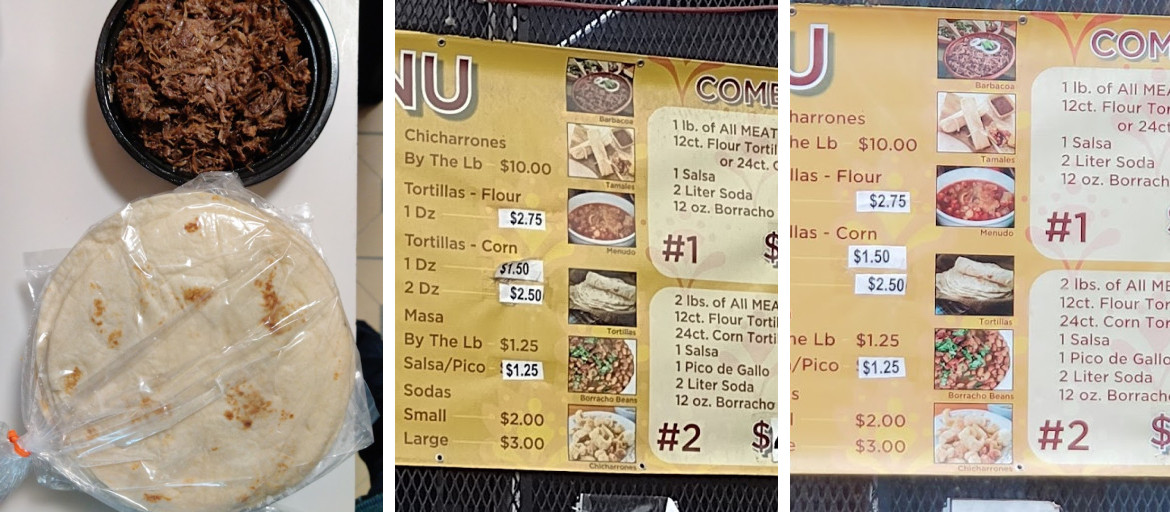 NU
Chicharrones
By The Lb $10.00
Tortillas - Flour
1 Dz $2.75
Tortillas - Corn
1 Dz $1.50
2 Dz $2.50
Masa
By The Lb $1.25
Salsa/Pico $1.25
Sodas
Small $2.00
Large $3.00
Barbacoa
Tamales
Menudo
Tortillas
Borracho Beans
Chicharrones
COMB
1 lb. of All MEAT
12ct. Flour Tortil
or 24ct. C
1 Salsa
2 Liter Soda
12 oz. Borracho
#1 $
2 lbs. of All MEA
12ct. Flour Torti
24ct. Corn Torti
1 Salsa
1 Pico de Gallo
2 Liter Soda
12 oz. Borracho
#2 $
U
harrones
he Lb $10.00
llas - Flour
$2.75
llas - Corn
$1.50
$2.50
he Lb $1.25
/Pico $1.25
s
l $2.00
e $3.00
Barbacoa
Tamales
Menudo
Tortillas
Borracho Beans
Chicharrones
COM
1 lb. of All MEA
12ct. Flour Tor
or 24ct
1 Salsa
2 Liter Soda
12 oz. Borrach
#1
2 lbs. of All ME
12ct. Flour To
24ct. Corn Tor
1 Salsa
1 Pico de Gallo
2 Liter Soda
12 oz. Borrach
#2 $